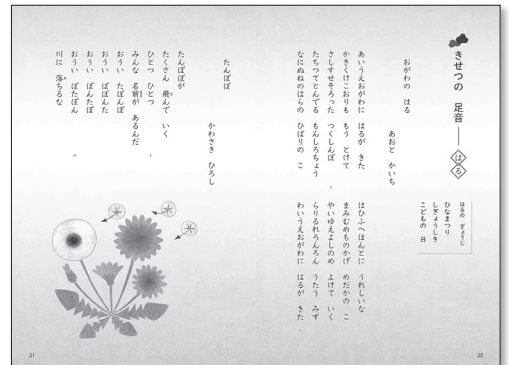 きせつの 足音──はる
はるの ぎょうじ
ひなまつり
しぎょうしき
こどもの 日
おがわの はる
あおと かいち
あいうえおがわに はるが きた
かきくけこおりも もう とけて
さしすせそろった つくしんぼ
たちつてとんでる もんしろちょう
なにぬねのはらの ひばりの こ
はひふへほんとに うれしいな
まみむめものかげ めだかの こ
やいゆえよしのめ よけて いく
らりるれろんろん うたう みず
わいうえおがわに はるが きた
30
たんぽぽ
かわさき ひろし
たんぽぽが
たくさん 飛んで いく
ひとつ ひとつ
みんな 名前が あるんだ
おうい たぽんぽ
おうい ぽんたぽ
おうい ぽんぽた
おうい ぽたぽん
川に 落ちるな
31